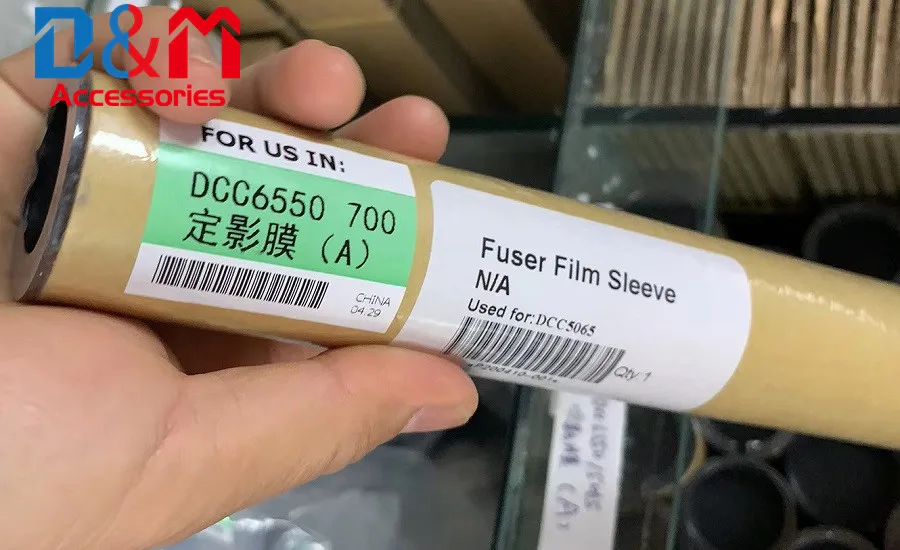 D&M
Accessories
FOR US IN:
DCC6550 700
定影膜（A）
CHINA
04.29
Fuser Film Sleeve
N/A
Used for:DCC5065
Qty:1